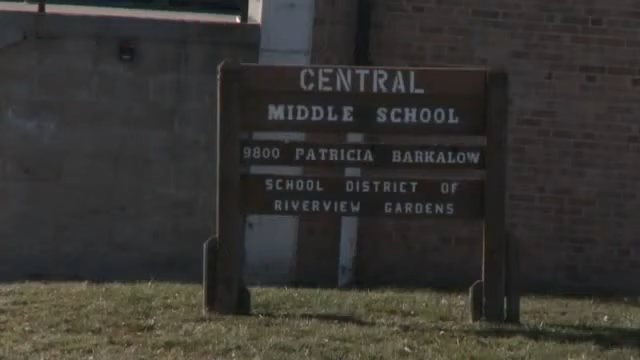 CENTRAL
MIDDLE SCHOOL
9800 PATRICIA BARKALOW
SCHOOL DISTRICT OF
RIVERVIEW GARDENS